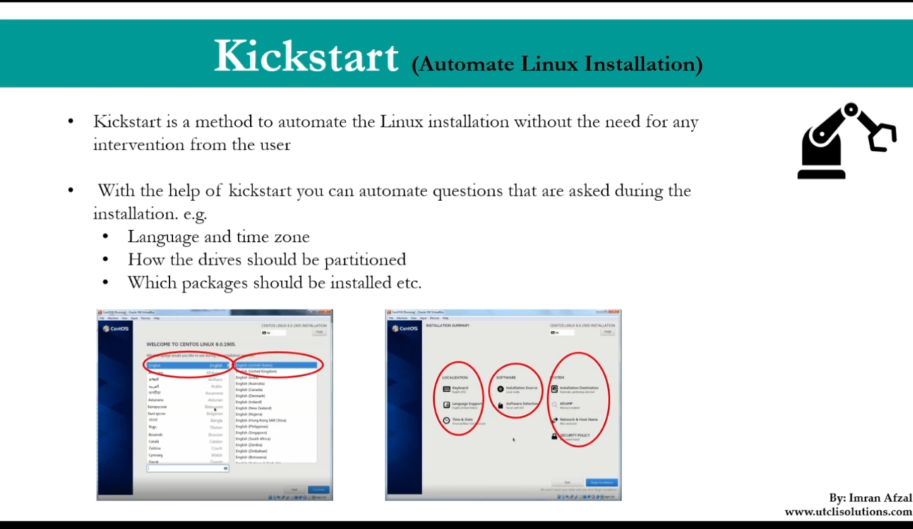 Kickstart (Automate Linux Installation)
• Kickstart is a method to automate the Linux installation without the need for any
intervention from the user
• With the help of kickstart you can automate questions that are asked during the
installation. e.g.
• Language and time zone
• How the drives should be partitioned
• Which packages should be installed etc.
CentOS
CENTOS LINUX 8.0.1905 INSTALLATION
WELCOME TO CENTOS LINUX 8.0.1905.
English English
English (United States)
English (United Kingdom)
English (Australia)
English (Canada)
English (Denmark)
English (Ireland)
English (New Zealand)
English (Nigeria)
English (Hong Kong SAR China)
English (Philippines)
English (Singapore)
English (South Africa)
English (Zambia)
English (Zimbabwe)
English (Botswana)
CentOS
INSTALLATION SUMMARY
CENTOS LINUX 8.0.1905 INSTALLATION
LOCALIZATION
Keyboard
Language Support
Time & Date
SOFTWARE
Installation Source
Software Selection
Installation Destination
KDUMP
Network & Host Name
SECURITY POLICY
By: Imran Afzal
www.utclisolutions.com